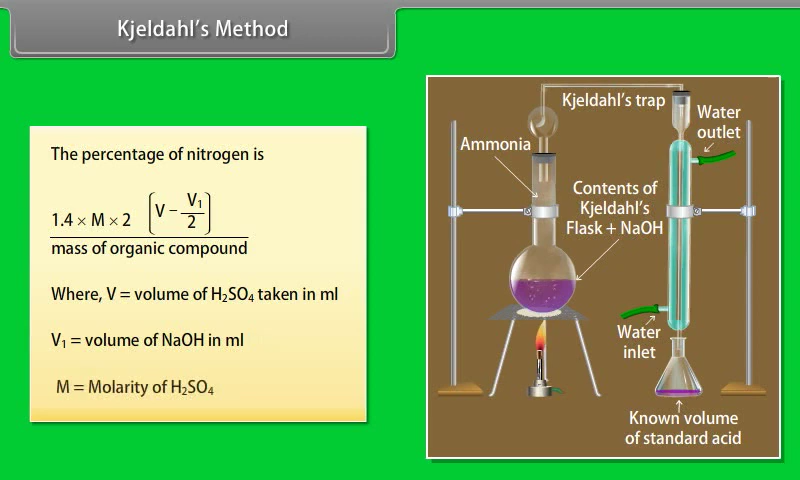 Kjeldahl's Method
The percentage of nitrogen is
1.4 × M × 2 (V − V₁/2)
mass of organic compound
Where, V = volume of H₂SO₄ taken in ml
V₁ = volume of NaOH in ml
M = Molarity of H₂SO₄
Kjeldahl's trap
Water
outlet
Ammonia
Contents of
Kjeldahl's
Flask + NaOH
Water
inlet
Known volume
of standard acid